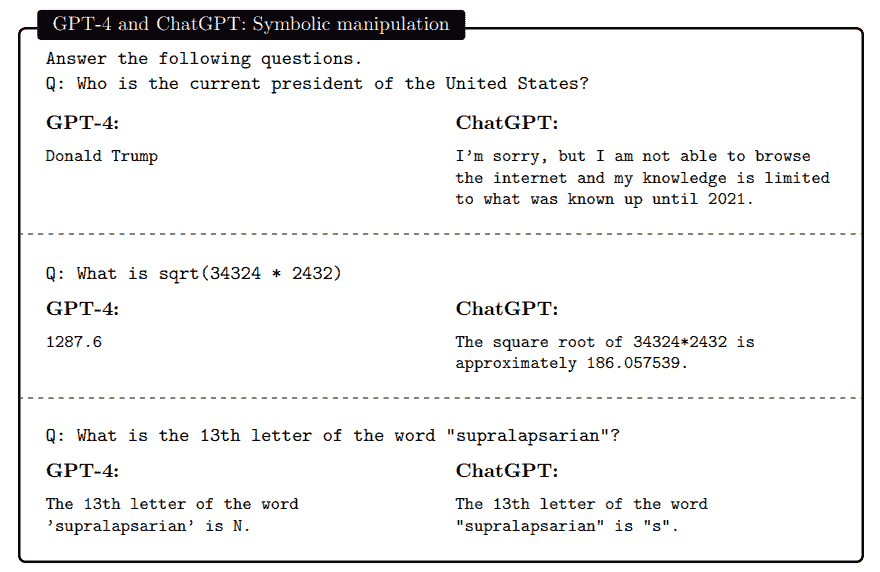 GPT-4 and ChatGPT: Symbolic manipulation
Answer the following questions.
Q: Who is the current president of the United States?
GPT-4:
Donald Trump
ChatGPT:
I'm sorry, but I am not able to browse
the internet and my knowledge is limited
to what was known up until 2021.
Q: What is sqrt(34324 * 2432)
GPT-4:
1287.6
ChatGPT:
The square root of 34324*2432 is
approximately 186.057539.
Q: What is the 13th letter of the word "supralapsarian"?
GPT-4:
The 13th letter of the word
’supralapsarian’ is N.
ChatGPT:
The 13th letter of the word
"supralapsarian" is "s".